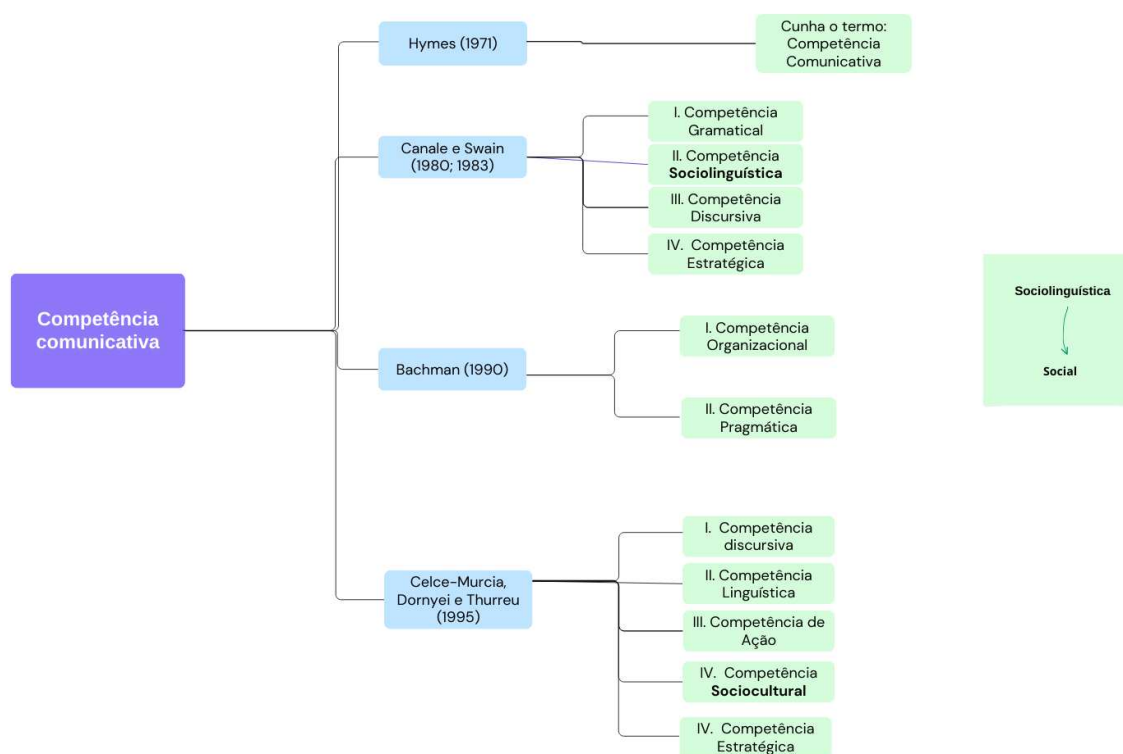 Competência
comunicativa
Hymes (1971)
Cunha o termo:
Competência
Comunicativa
Canale e Swain
(1980; 1983)
I. Competência
Gramatical
II. Competência
Sociolinguística
III. Competência
Discursiva
IV. Competência
Estratégica
Bachman (1990)
I. Competência
Organizacional
II. Competência
Pragmática
Celce-Murcia,
Dornyei e Thurreu
(1995)
I. Competência
discursiva
II. Competência
Linguística
III. Competência de
Ação
IV. Competência
Sociocultural
IV. Competência
Estratégica
Sociolinguística
Social